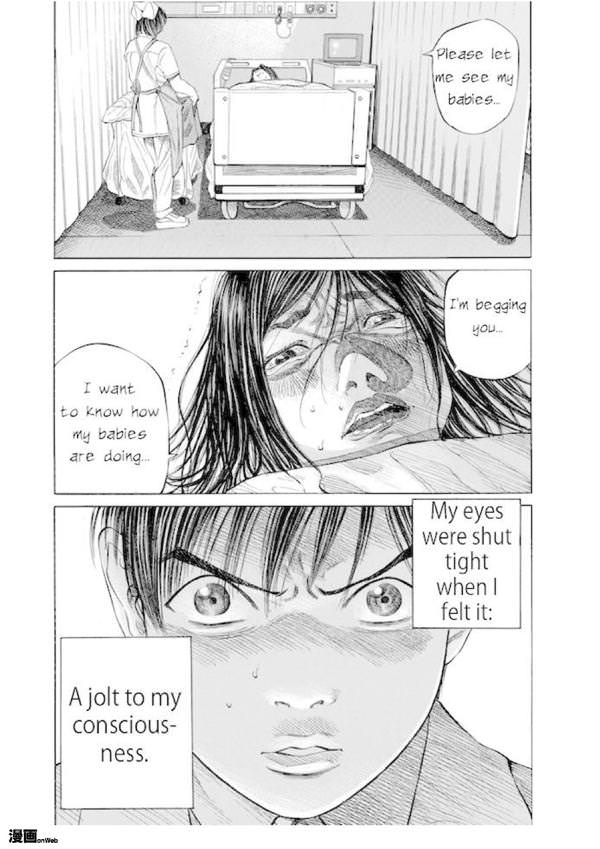 Please let
me see my
babies...
I'm begging
you...
I want
to know how
my babies
are doing...
My eyes
were shut
tight
when I
felt it:
A jolt to my
conscious-
ness.
漫画onWeb